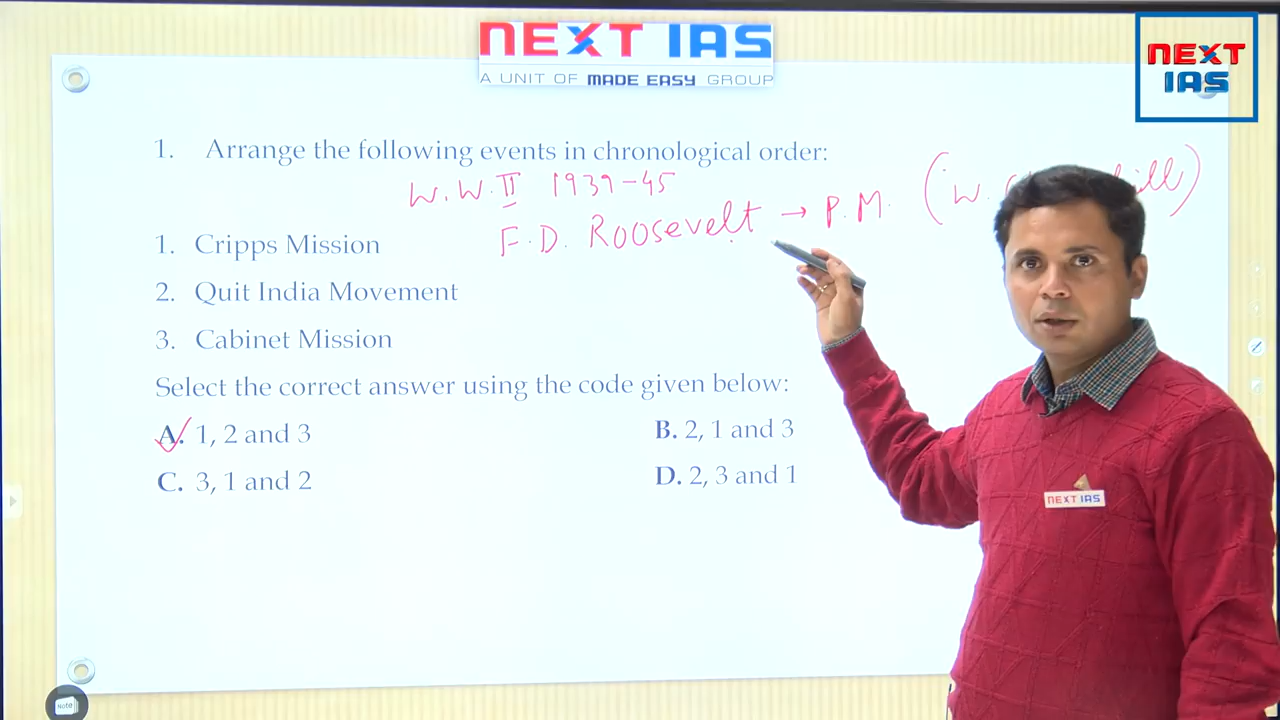 NEXT IAS
A UNIT OF MADE EASY GROUP
NEXT
IAS
1. Arrange the following events in chronological order:
W.W. II 1939-45
F.D. Roosevelt → P.M. (W.
1. Cripps Mission
2. Quit India Movement
3. Cabinet Mission
Select the correct answer using the code given below:
A. 1, 2 and 3
B. 2, 1 and 3
C. 3, 1 and 2
D. 2, 3 and 1
NEXT IAS
Note